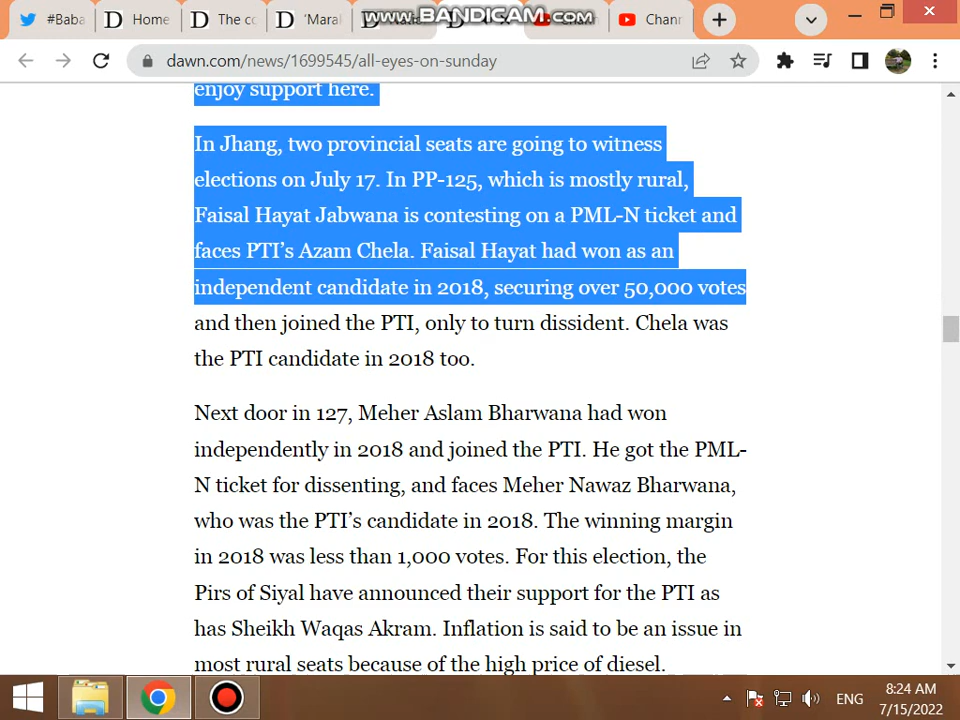 #Baba
Home
The co
'Maral
WWW.BANDICAM.COM
Chann
dawn.com/news/1699545/all-eyes-on-sunday
enjoy support here.
In Jhang, two provincial seats are going to witness
elections on July 17. In PP-125, which is mostly rural,
Faisal Hayat Jabwana is contesting on a PML-N ticket and
faces PTI's Azam Chela. Faisal Hayat had won as an
independent candidate in 2018, securing over 50,000 votes
and then joined the PTI, only to turn dissident. Chela was
the PTI candidate in 2018 too.
Next door in 127, Meher Aslam Bharwana had won
independently in 2018 and joined the PTI. He got the PML-
N ticket for dissenting, and faces Meher Nawaz Bharwana,
who was the PTI's candidate in 2018. The winning margin
in 2018 was less than 1,000 votes. For this election, the
Pirs of Siyal have announced their support for the PTI as
has Sheikh Waqas Akram. Inflation is said to be an issue in
most rural seats because of the high price of diesel.
ENG
8:24 AM
7/15/2022